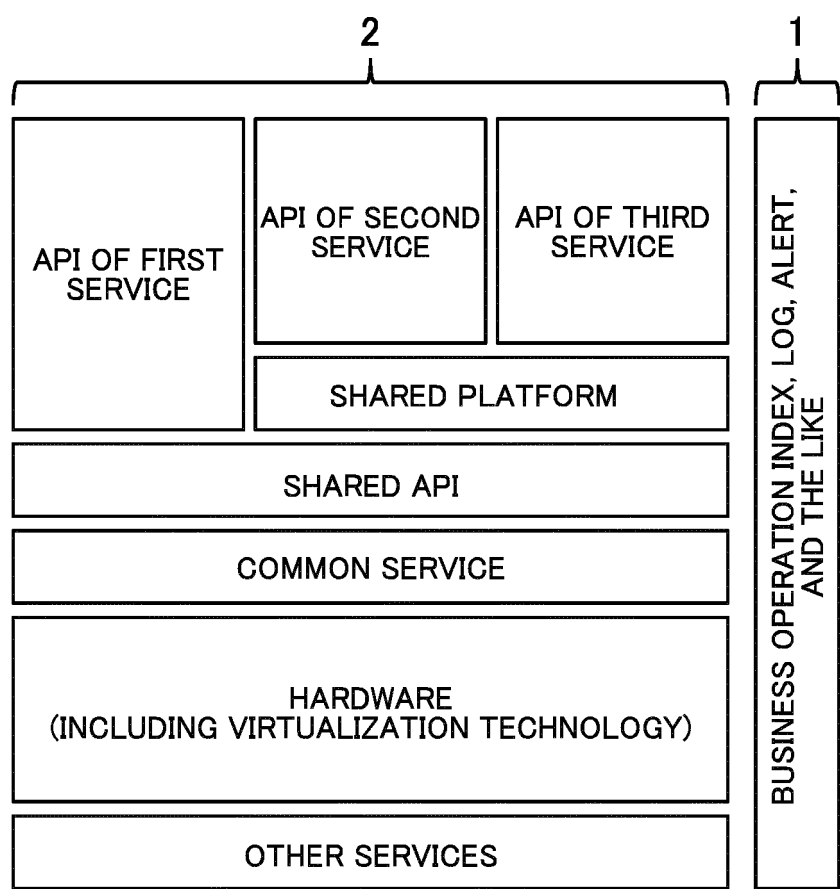 2
1
API OF FIRST
SERVICE
API OF SECOND
SERVICE
API OF THIRD
SERVICE
SHARED PLATFORM
SHARED API
COMMON SERVICE
HARDWARE
(INCLUDING VIRTUALIZATION TECHNOLOGY)
OTHER SERVICES
BUSINESS OPERATION INDEX, LOG, ALERT,
AND THE LIKE